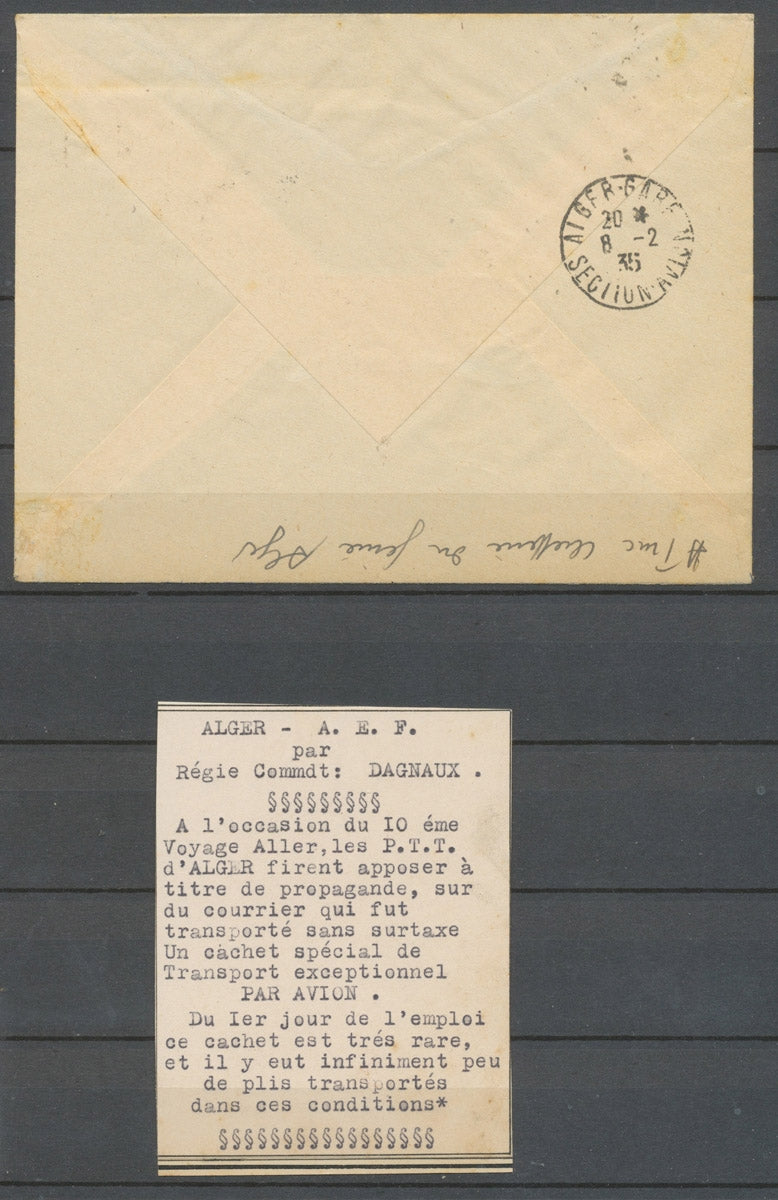 ALGER-GARE
20 *
8 -2
35
SECTION AVION
du
ALGER - A. E. F.
par
Régie Commdt: DAGNAUX .
§§§§§§§§§
A l'occasion du IO éme
Voyage Aller,les P.T.T.
d'ALGER firent apposer à
titre de propagande, sur
du courrier qui fut
transporté sans surtaxe
Un cachet spécial de
Transport exceptionnel
PAR AVION .
Du Ier jour de l'emploi
ce cachet est trés rare,
et il y eut infiniment peu
de plis transportés
dans ces conditions*
§§§§§§§§§§§§§§§§§